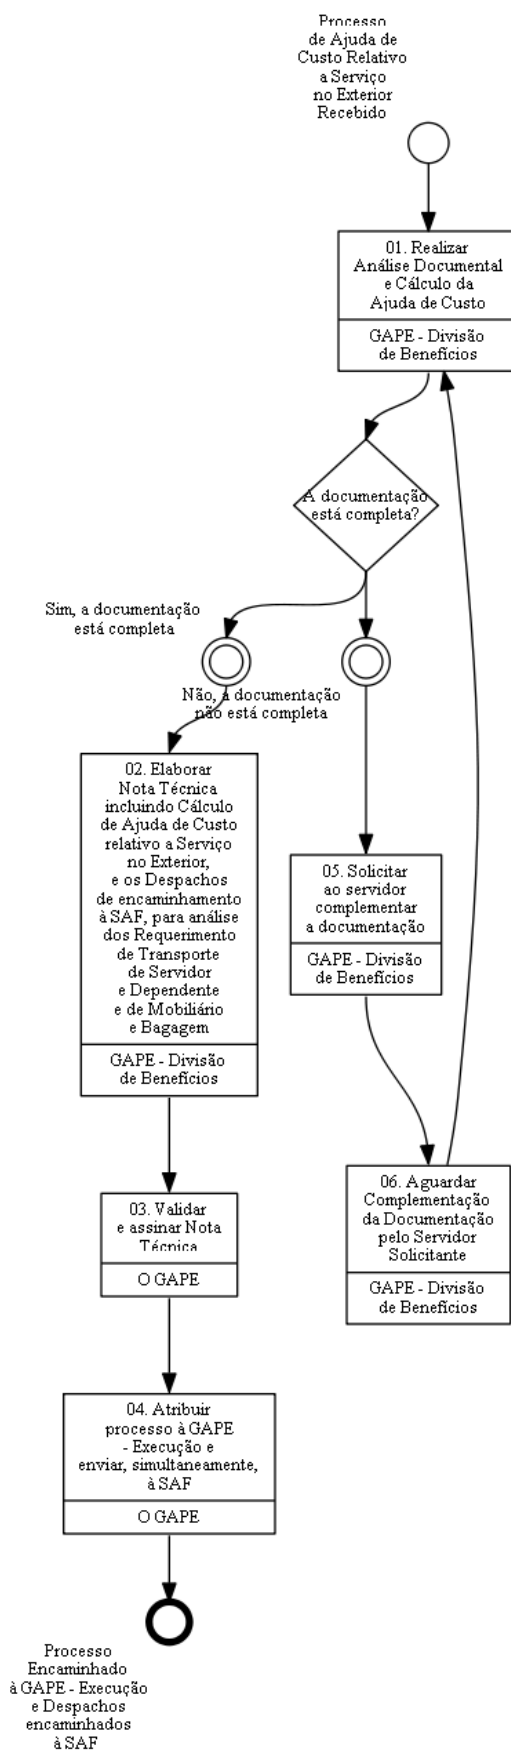 Processo
de Ajuda de
Custo Relativo
a Serviço
no Exterior
Recebido
01. Realizar
Análise Documental
e Cálculo da
Ajuda de Custo
GAPE - Divisão
de Benefícios
A documentação
está completa?
Sim, a documentação
está completa
Não, a documentação
não está completa
02. Elaborar
Nota Técnica
incluindo Cálculo
de Ajuda de Custo
relativo a Serviço
no Exterior,
e os Despachos
de encaminhamento
à SAF, para análise
dos Requerimento
de Transporte
de Servidor
e Dependente
e de Mobiliário
e Bagagem
GAPE - Divisão
de Benefícios
05. Solicitar
ao servidor
complementar
a documentação
GAPE - Divisão
de Benefícios
03. Validar
e assinar Nota
Técnica
O GAPE
06. Aguardar
Complementação
da Documentação
pelo Servidor
Solicitante
GAPE - Divisão
de Benefícios
04. Atribuir
processo à GAPE
- Execução e
enviar, simultaneamente,
à SAF
O GAPE
Processo
Encaminhado
à GAPE - Execução
e Despachos
encaminhados
à SAF